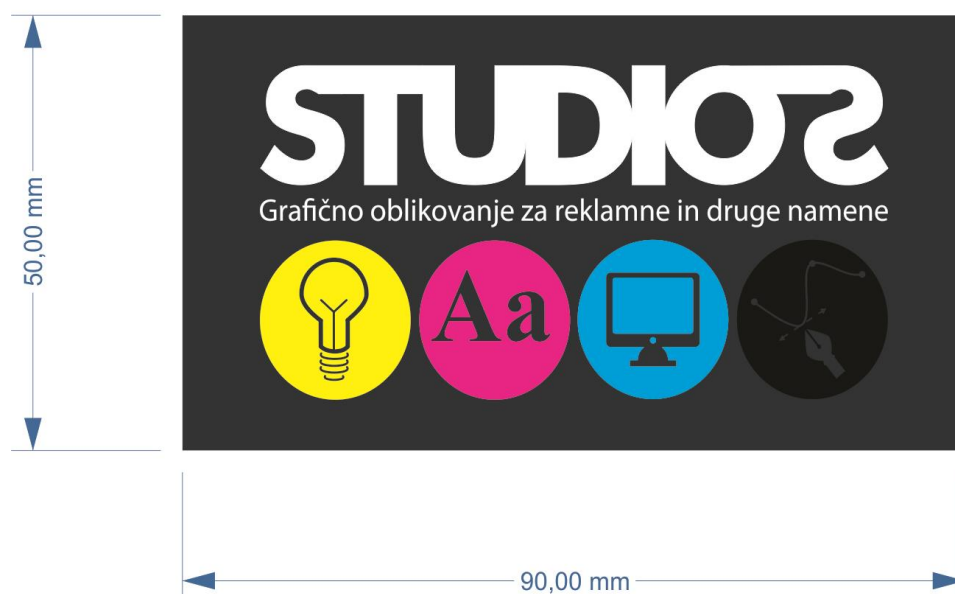 STUDIOS
Grafično oblikovanje za reklamne in druge namene
Aa
50,00 mm
90,00 mm